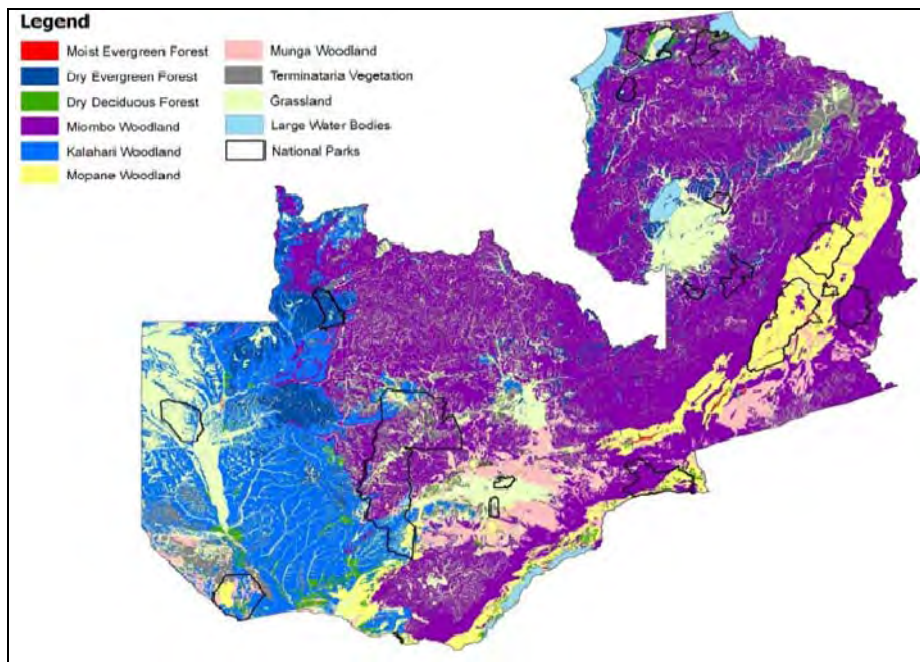 Legend
Moist Evergreen Forest
Dry Evergreen Forest
Dry Deciduous Forest
Miombo Woodland
Kalahari Woodland
Mopane Woodland
Munga Woodland
Terminataria Vegetation
Grassland
Large Water Bodies
National Parks